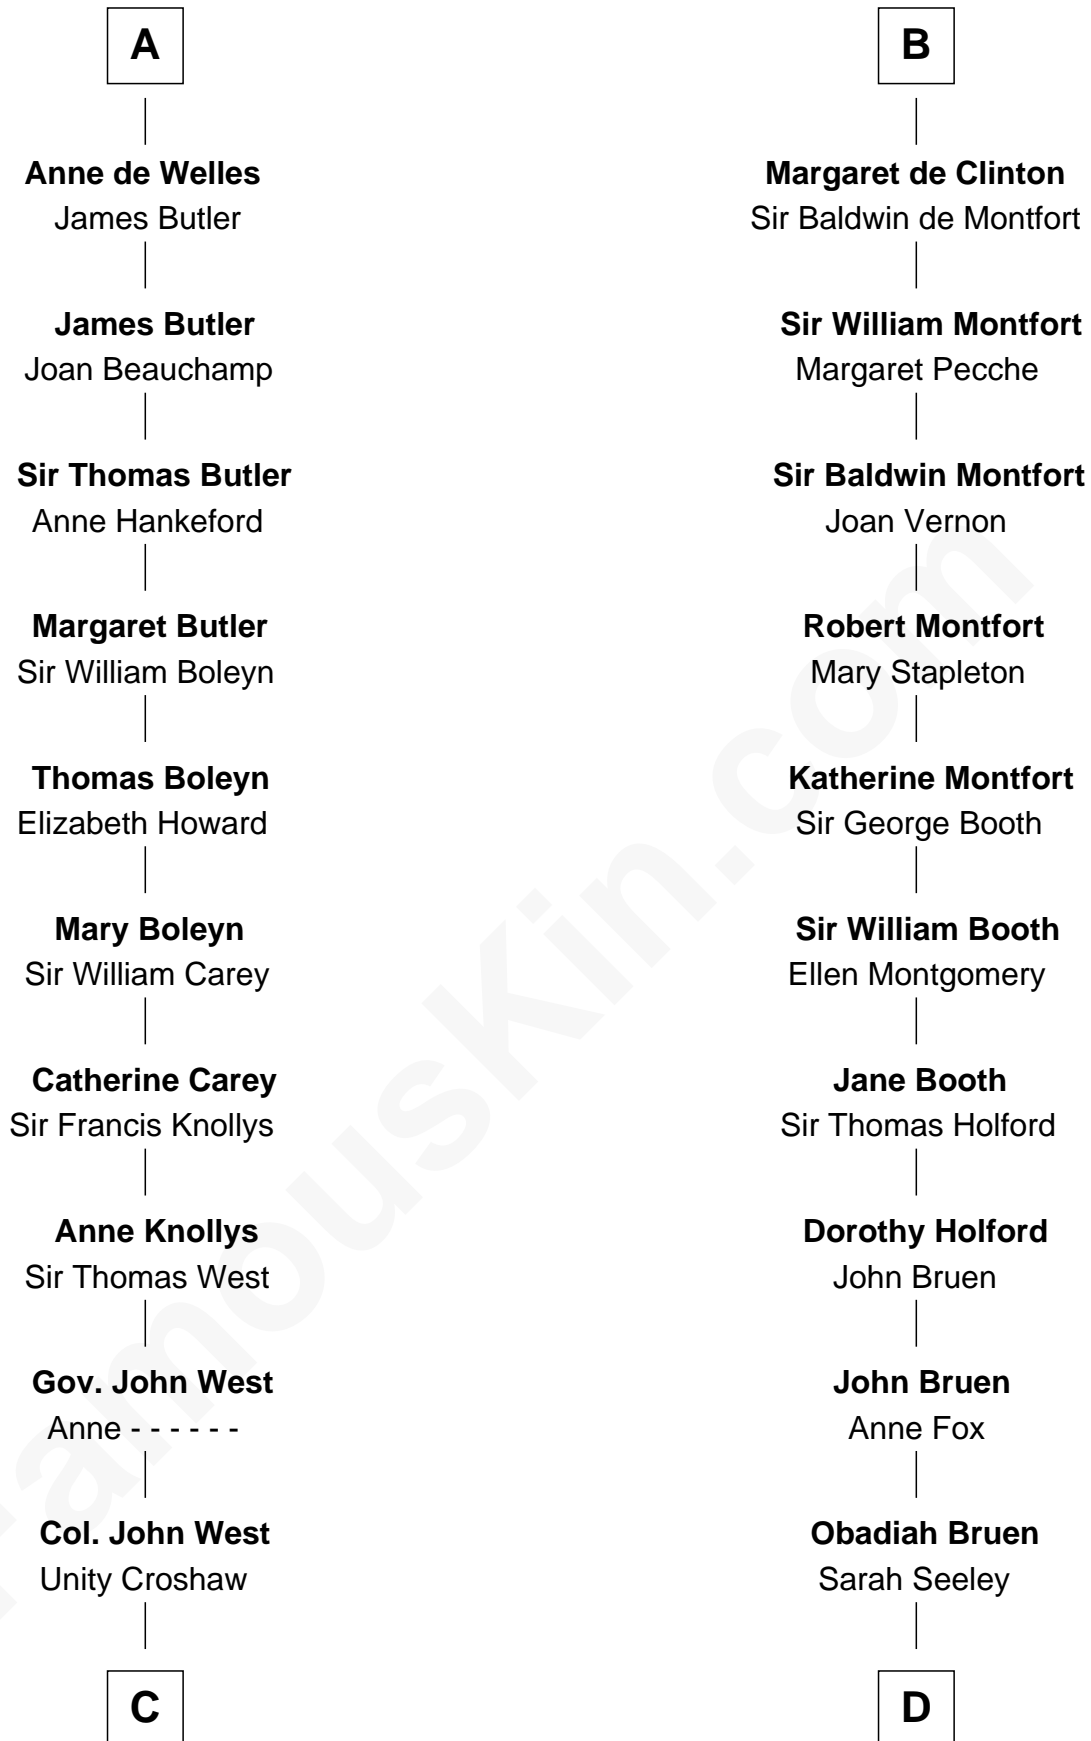 A
Anne de Welles
James Butler
James Butler
Joan Beauchamp
Sir Thomas Butler
Anne Hankeford
Margaret Butler
Sir William Boleyn
Thomas Boleyn
Elizabeth Howard
Mary Boleyn
Sir William Carey
Catherine Carey
Sir Francis Knollys
Anne Knollys
Sir Thomas West
Gov. John West
Anne - - - - - -
Col. John West
Unity Croshaw
C
B
Margaret de Clinton
Sir Baldwin de Montfort
Sir William Montfort
Margaret Pecche
Sir Baldwin Montfort
Joan Vernon
Robert Montfort
Mary Stapleton
Katherine Montfort
Sir George Booth
Sir William Booth
Ellen Montgomery
Jane Booth
Sir Thomas Holford
Dorothy Holford
John Bruen
John Bruen
Anne Fox
Obadiah Bruen
Sarah Seeley
D
FamousKin.com